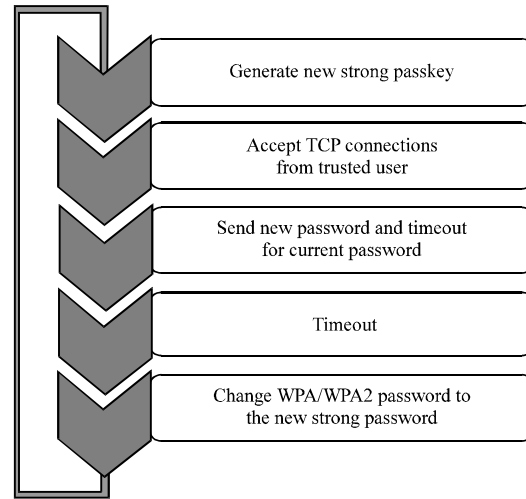 Generate new strong passkey
Accept TCP connections
from trusted user
Send new password and timeout
for current password
Timeout
Change WPA/WPA2 password to
the new strong password